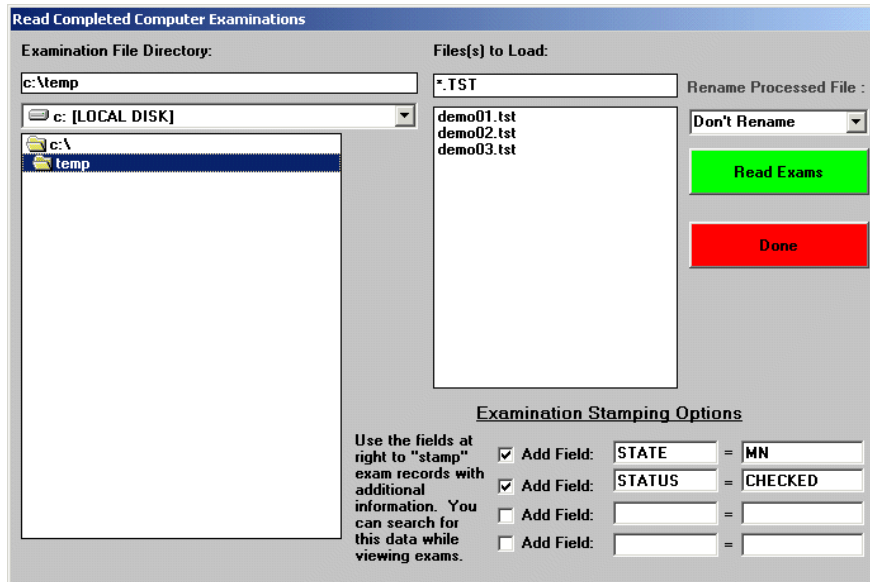 Read Completed Computer Examinations
Examination File Directory:
c:\temp
c: [LOCAL DISK]
c:\
temp
Files(s) to Load:
*.TST
demo01.tst
demo02.tst
demo03.tst
Rename Processed File :
Don't Rename
Read Exams
Done
Examination Stamping Options
Use the fields at
right to "stamp"
exam records with
additional
information. You
can search for
this data while
viewing exams.
Add Field: STATE = MN
Add Field: STATUS = CHECKED
Add Field: =
Add Field: =